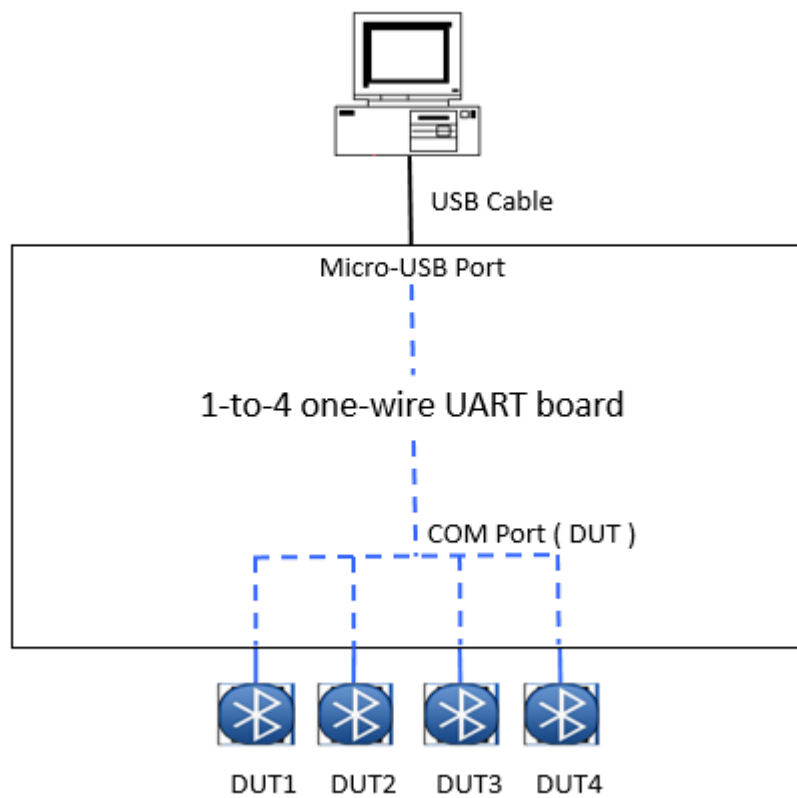 USB Cable
Micro-USB Port
1-to-4 one-wire UART board
COM Port ( DUT )
DUT1 DUT2 DUT3 DUT4